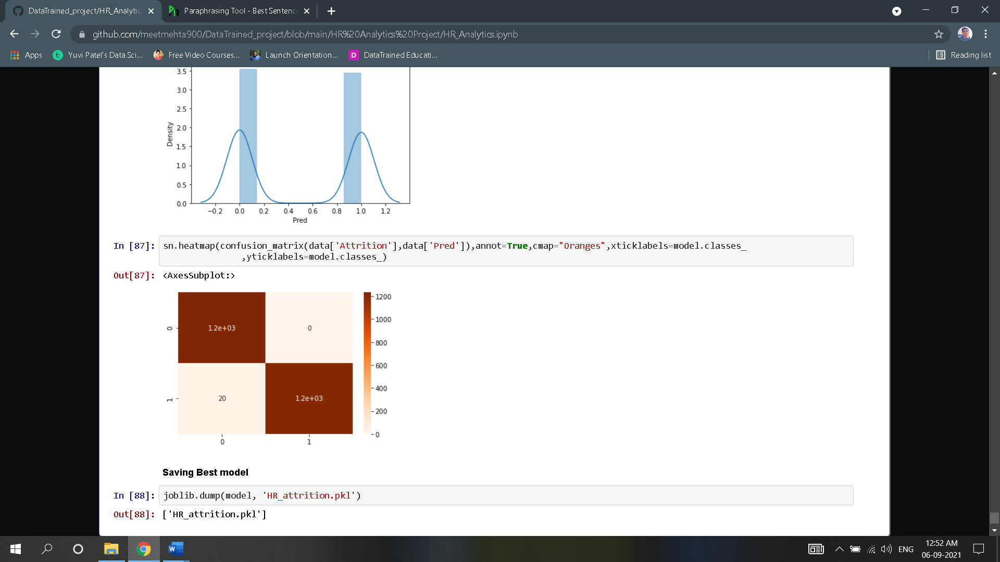 DataTrained_project/HR_Analytic
Paraphrasing Tool - Best Sentenc
github.com/meetmehta900/DataTrained_project/blob/main/HR%20Analytics%20Project/HR_Analytics.ipynb
Apps
Yuvi Patel's Data Sci...
Free Video Courses...
Launch Orientation...
D
DataTrained Educati...
Reading list
3.5
3.0
2.5
2.0
1.5
1.0
0.5
0.0
Density
−0.2 0.0 0.2 0.4 0.6 0.8 1.0 1.2
Pred
In [87]: sn.heatmap(confusion_matrix(data['Attrition'],data['Pred']),annot=True,cmap="Oranges",xticklabels=model.classes_
,yticklabels=model.classes_)
Out[87]: <AxesSubplot:>
1200
1000
800
600
400
200
0
0
1.2e+03 0
1
20 1.2e+03
0 1
Saving Best model
In [88]: joblib.dump(model, 'HR_attrition.pkl')
Out[88]: ['HR_attrition.pkl']
W
ENG
12:52 AM
06-09-2021